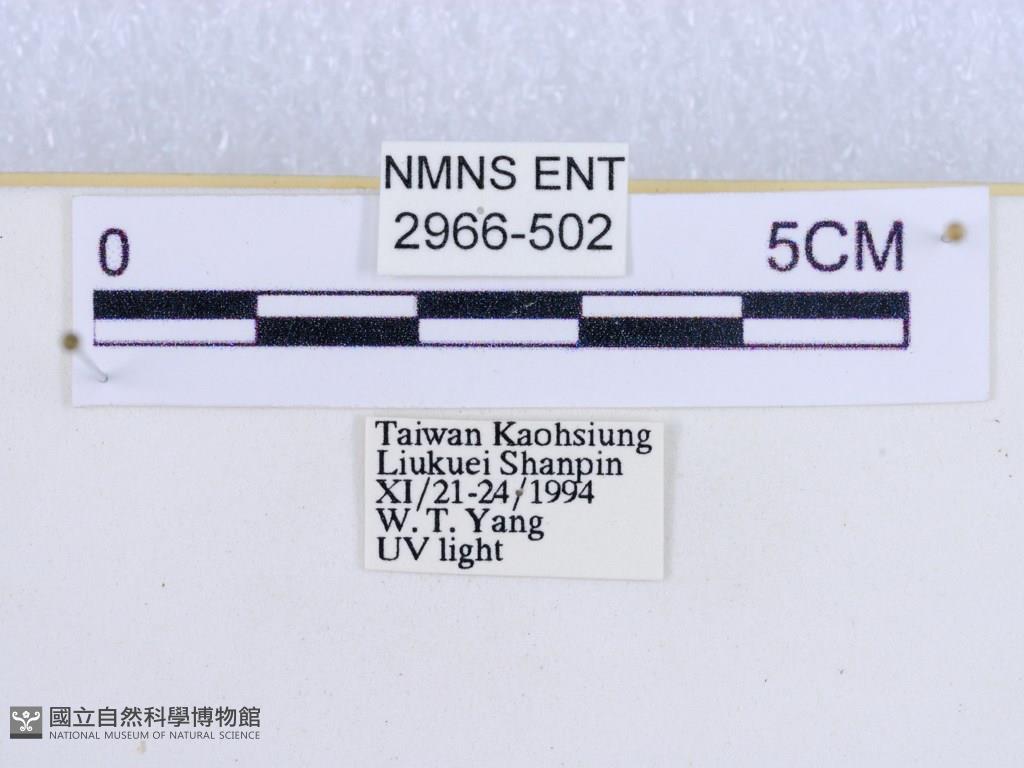 NMNS ENT
2966-502
0
5CM
Taiwan Kaohsiung
Liukuei Shanpin
XI/21-24/1994
W. T. Yang
UV light
國立自然科學博物館
NATIONAL MUSEUM OF NATURAL SCIENCE